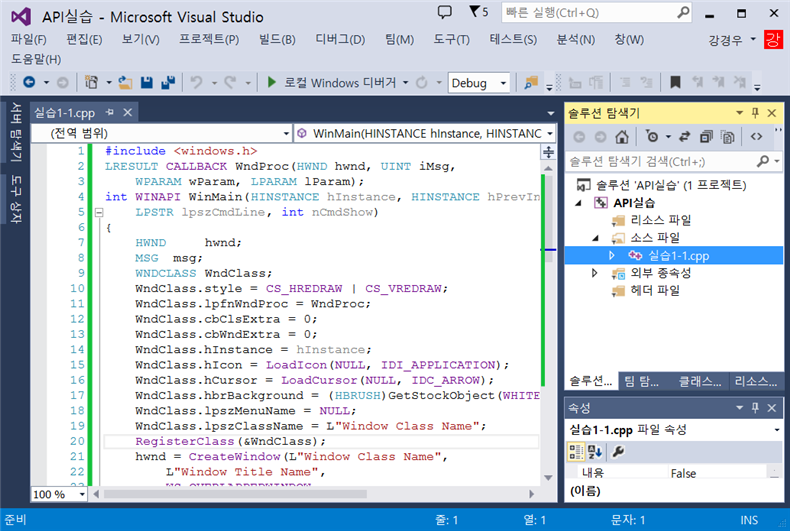 API실습 - Microsoft Visual Studio
5
빠른 실행(Ctrl+Q)
파일(F) 편집(E) 보기(V) 프로젝트(P) 빌드(B) 디버그(D) 팀(M) 도구(T) 테스트(S) 분석(N) 창(W) 강경우 강
도움말(H)
로컬 Windows 디버거 Debug
서버 탐색기
도구 상자
실습1-1.cpp
(전역 범위) WinMain(HINSTANCE hInstance, HINSTANC
1 #include <windows.h>
2 LRESULT CALLBACK WndProc(HWND hwnd, UINT iMsg,
3 WPARAM wParam, LPARAM lParam);
4 int WINAPI WinMain(HINSTANCE hInstance, HINSTANCE hPrevIn
5 LPSTR lpszCmdLine, int nCmdShow)
6 {
7 HWND hwnd;
8 MSG msg;
9 WNDCLASS WndClass;
10 WndClass.style = CS_HREDRAW | CS_VREDRAW;
11 WndClass.lpfnWndProc = WndProc;
12 WndClass.cbClsExtra = 0;
13 WndClass.cbWndExtra = 0;
14 WndClass.hInstance = hInstance;
15 WndClass.hIcon = LoadIcon(NULL, IDI_APPLICATION);
16 WndClass.hCursor = LoadCursor(NULL, IDC_ARROW);
17 WndClass.hbrBackground = (HBRUSH)GetStockObject(WHITE
18 WndClass.lpszMenuName = NULL;
19 WndClass.lpszClassName = L"Window Class Name";
20 RegisterClass(&WndClass);
21 hwnd = CreateWindow(L"Window Class Name",
22 L"Window Title Name",
100 %
솔루션 탐색기
솔루션 탐색기 검색(Ctrl+;)
솔루션 'API실습' (1 프로젝트)
API실습
리소스 파일
소스 파일
실습1-1.cpp
외부 종속성
헤더 파일
솔루션... 팀 탐... 클래스... 리소스...
속성
실습1-1.cpp 파일 속성
내용 False
(이름)
준비 줄: 1 열: 1 문자: 1 INS